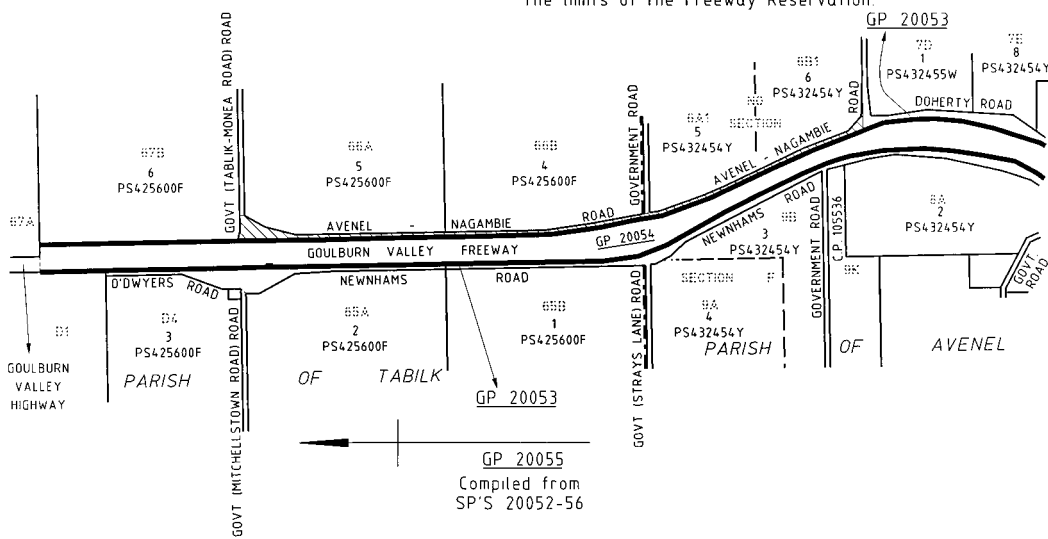 The limits of the Freeway Reservation.
GP 20053
GOVT (TABLIK-MONEA ROAD) ROAD
67B
6
PS425600F
66A
5
PS425600F
66B
4
PS425600F
GOVERNMENT ROAD
6A1
5
PS432454Y
NO
SECTION
6B1
6
PS432454Y
ROAD
7D
1
PS432455W
7E
8
PS432454Y
DOHERTY ROAD
67A
AVENEL - NAGAMBIE ROAD
AVENEL - NAGAMBIE
GOULBURN VALLEY FREEWAY
GP 20054
NEWNHAMS ROAD
9B
3
PS432454Y
GOVERNMENT ROAD
C.P 105536
8A
2
PS432454Y
9K
GOVT
ROAD
O'DWYERS ROAD
NEWNHAMS ROAD
D1
D4
3
PS425600F
65A
2
PS425600F
65B
1
PS425600F
SECTION F
9A
4
PS432454Y
GOULBURN
VALLEY
HIGHWAY
PARISH OF TABILK
PARISH OF AVENEL
GOVT (MITCHELLSTOWN ROAD) ROAD
GOVT (STRAYS LANE) ROAD
GP 20053
GP 20055
Compiled from
SP'S 20052-56